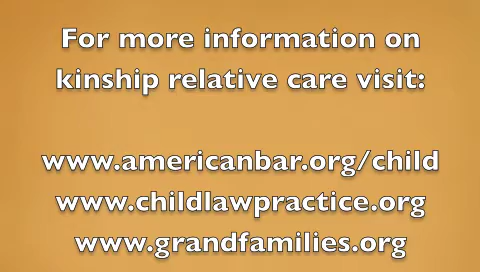 For more information on
kinship relative care visit:
www.americanbar.org/child
www.childlawpractice.org
www.grandfamilies.org